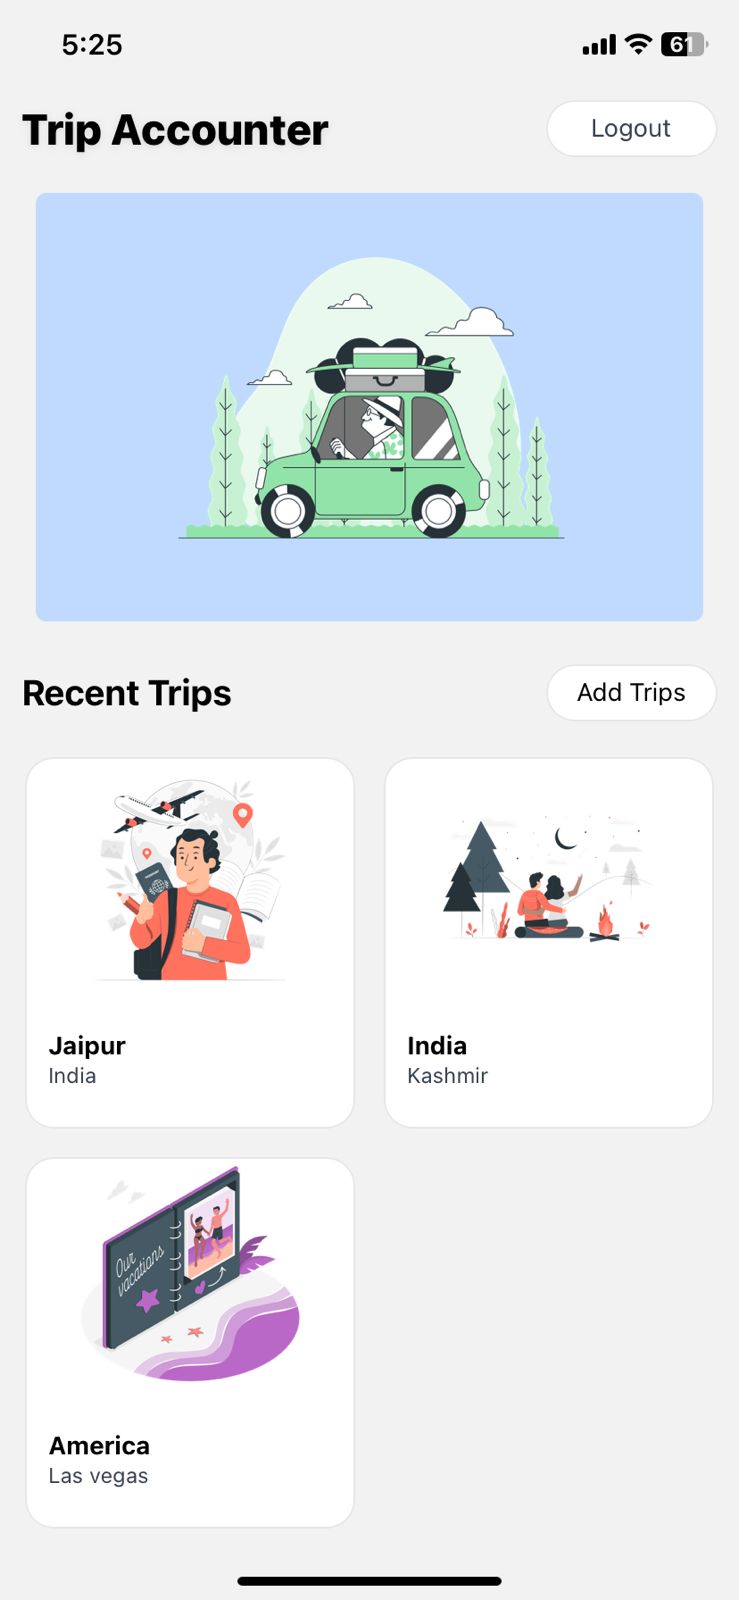 5:25
61
Trip Accounter
Logout
Recent Trips
Add Trips
Jaipur
India
India
Kashmir
Our
vacations
America
Las vegas